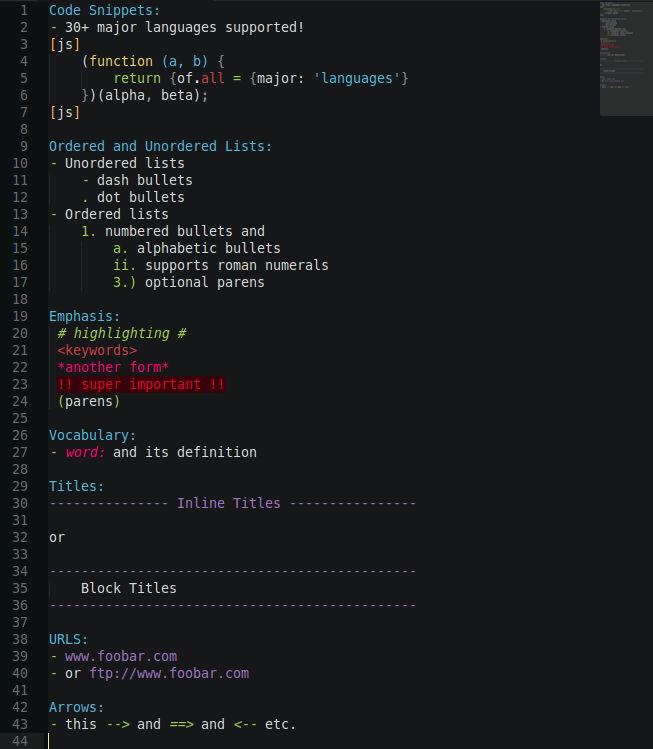 1 Code Snippets:
2 - 30+ major languages supported!
3 [js]
4     (function (a, b) {
5         return {of.all = {major: 'languages'}
6     })(alpha, beta);
7 [js]
8
9 Ordered and Unordered Lists:
10 - Unordered lists
11     - dash bullets
12     . dot bullets
13 - Ordered lists
14     1. numbered bullets and
15         a. alphabetic bullets
16         ii. supports roman numerals
17         3.) optional parens
18
19 Emphasis:
20  # highlighting #
21  <keywords>
22  *another form*
23  !! super important !!
24  (parens)
25
26 Vocabulary:
27 - word: and its definition
28
29 Titles:
30 --------------- Inline Titles ----------------
31
32 or
33
34 ----------------------------------------------
35     Block Titles
36 ----------------------------------------------
37
38 URLS:
39 - www.foobar.com
40 - or ftp://www.foobar.com
41
42 Arrows:
43 - this --> and ==> and <-- etc.
44